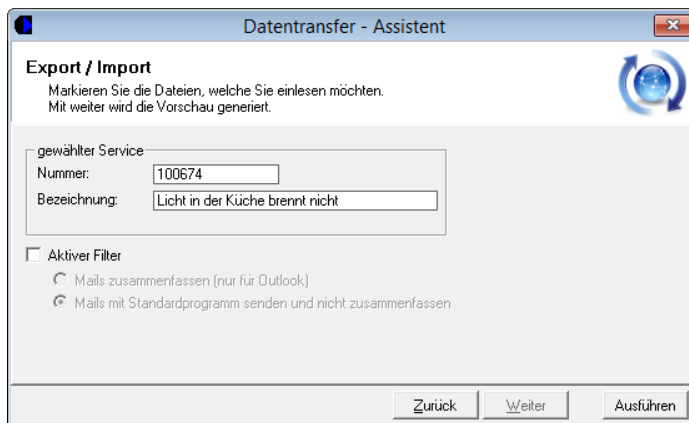 Datentransfer - Assistent
Export / Import
Markieren Sie die Dateien, welche Sie einlesen möchten.
Mit weiter wird die Vorschau generiert.
gewählter Service
Nummer: 100674
Bezeichnung: Licht in der Küche brennt nicht
Aktiver Filter
Mails zusammenfassen (nur für Outlook)
Mails mit Standardprogramm senden und nicht zusammenfassen
Zurück Weiter Ausführen